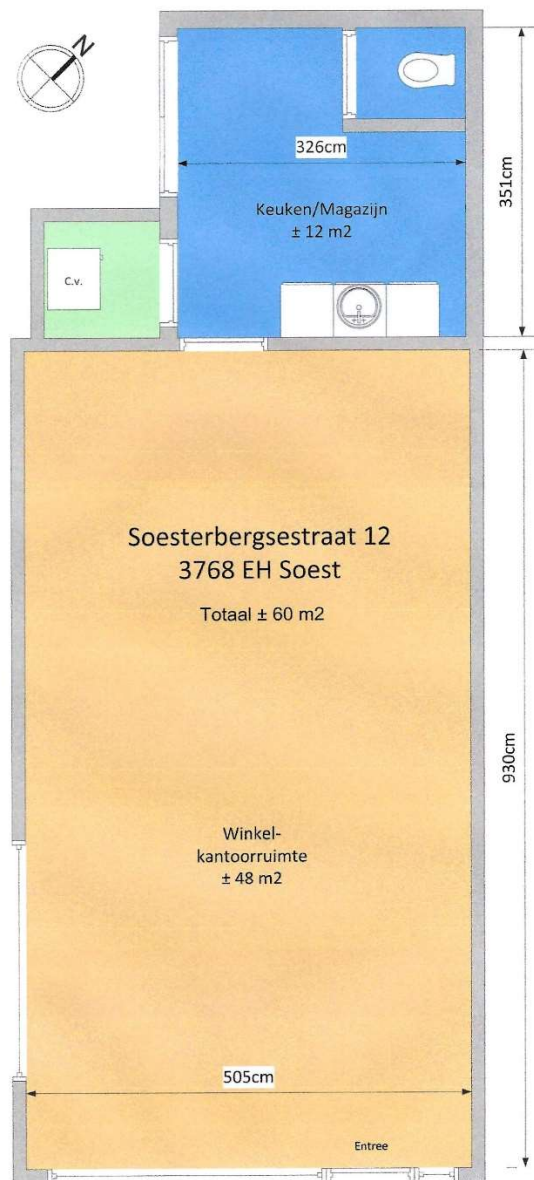 N
326cm
351cm
Keuken/Magazijn
± 12 m2
C.v.
Soesterbergsestraat 12
3768 EH Soest
Totaal ± 60 m2
930cm
Winkel-
kantoorruimte
± 48 m2
505cm
Entree